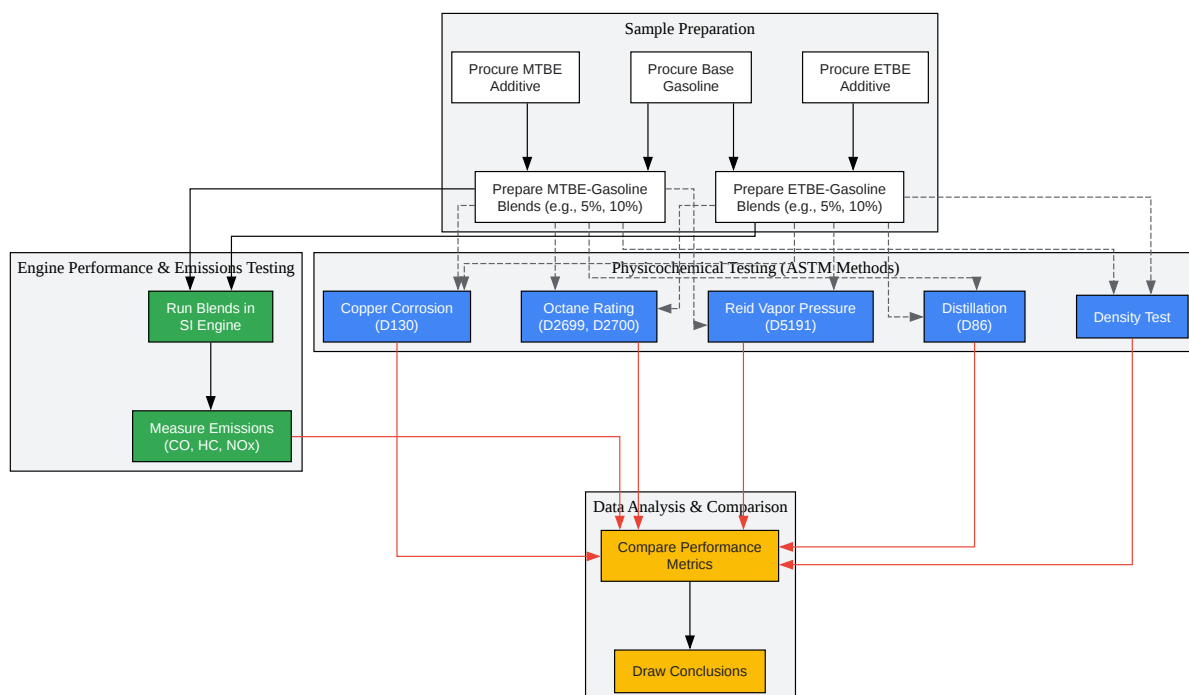 Sample Preparation
Procure MTBE
Additive
Procure Base
Gasoline
Procure ETBE
Additive
Prepare MTBE-Gasoline
Blends (e.g., 5%, 10%)
Prepare ETBE-Gasoline
Blends (e.g., 5%, 10%)
Engine Performance & Emissions Testing
Run Blends in
SI Engine
Measure Emissions
(CO, HC, NOx)
Physicochemical Testing (ASTM Methods)
Copper Corrosion
(D130)
Octane Rating
(D2699, D2700)
Reid Vapor Pressure
(D5191)
Distillation
(D86)
Density Test
Data Analysis & Comparison
Compare Performance
Metrics
Draw Conclusions